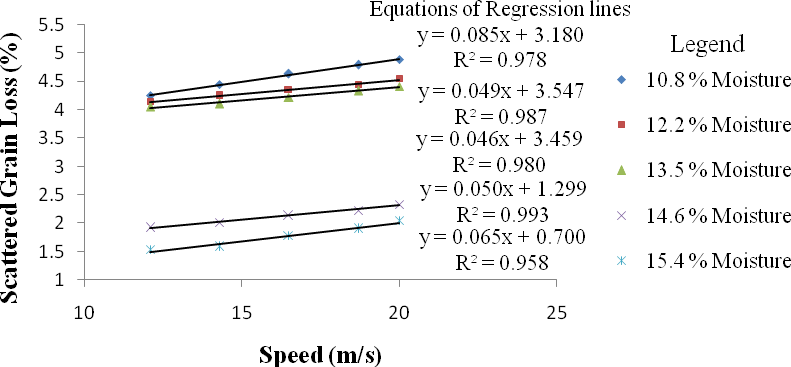 Equations of Regression lines
y = 0.085x + 3.180
R² = 0.978
y = 0.049x + 3.547
R² = 0.987
y = 0.046x + 3.459
R² = 0.980
y = 0.050x + 1.299
R² = 0.993
y = 0.065x + 0.700
R² = 0.958
Legend
10.8 % Moisture
12.2 % Moisture
13.5 % Moisture
14.6 % Moisture
15.4 % Moisture
Scattered Grain Loss (%)
5.5
5
4.5
4
3.5
3
2.5
2
1.5
1
10
15
20
25
Speed (m/s)